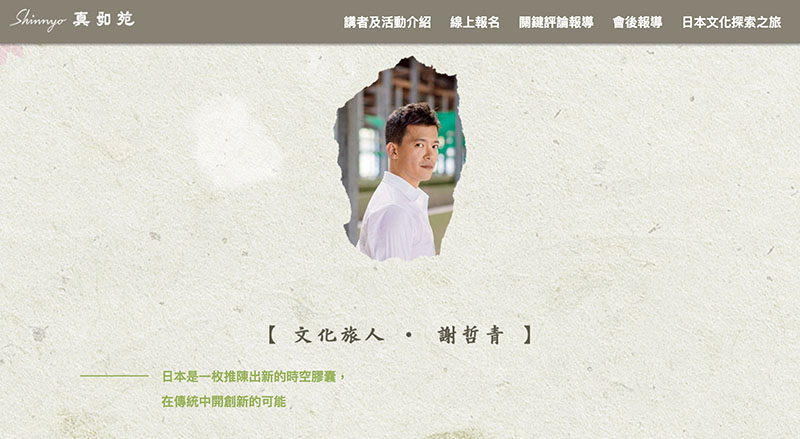 Shinnyo 真如苑
講者及活動介紹 線上報名 關鍵評論報導 會後報導 日本文化探索之旅
【 文化旅人 · 謝哲青 】
日本是一枚推陳出新的時空膠囊，
在傳統中開創新的可能